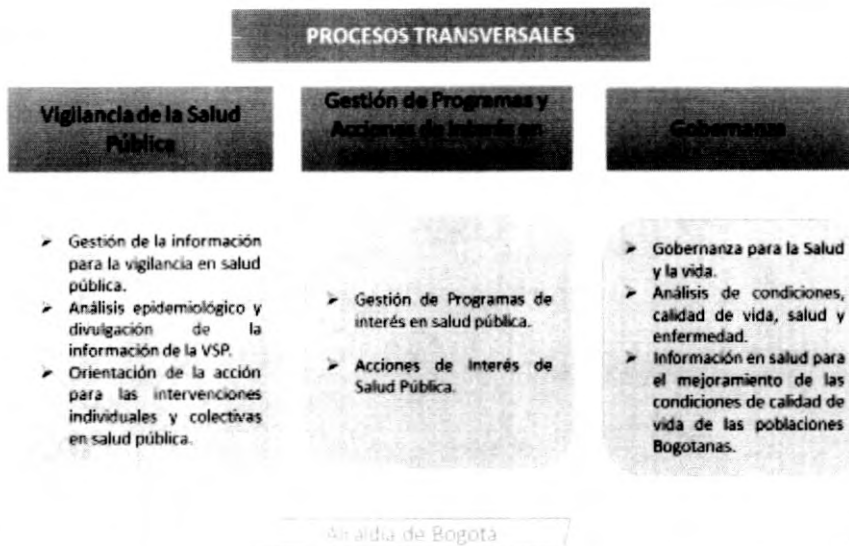 PROCESOS TRANSVERSALES
Vigilancia de la Salud
Pública
Gestión de Programas y
Acciones de Interés en
Gobernanza
➤ Gestión de la información
para la vigilancia en salud
pública.
➤ Análisis epidemiológico y
divulgación de la
información de la VSP.
➤ Orientación de la acción
para las intervenciones
individuales y colectivas
en salud pública.
➤ Gestión de Programas de
interés en salud pública.
➤ Acciones de Interés de
Salud Pública.
➤ Gobernanza para la Salud
y la vida.
➤ Análisis de condiciones,
calidad de vida, salud y
enfermedad.
➤ Información en salud para
el mejoramiento de las
condiciones de calidad de
vida de las poblaciones
Bogotanas.
Alcaldía de Bogotá